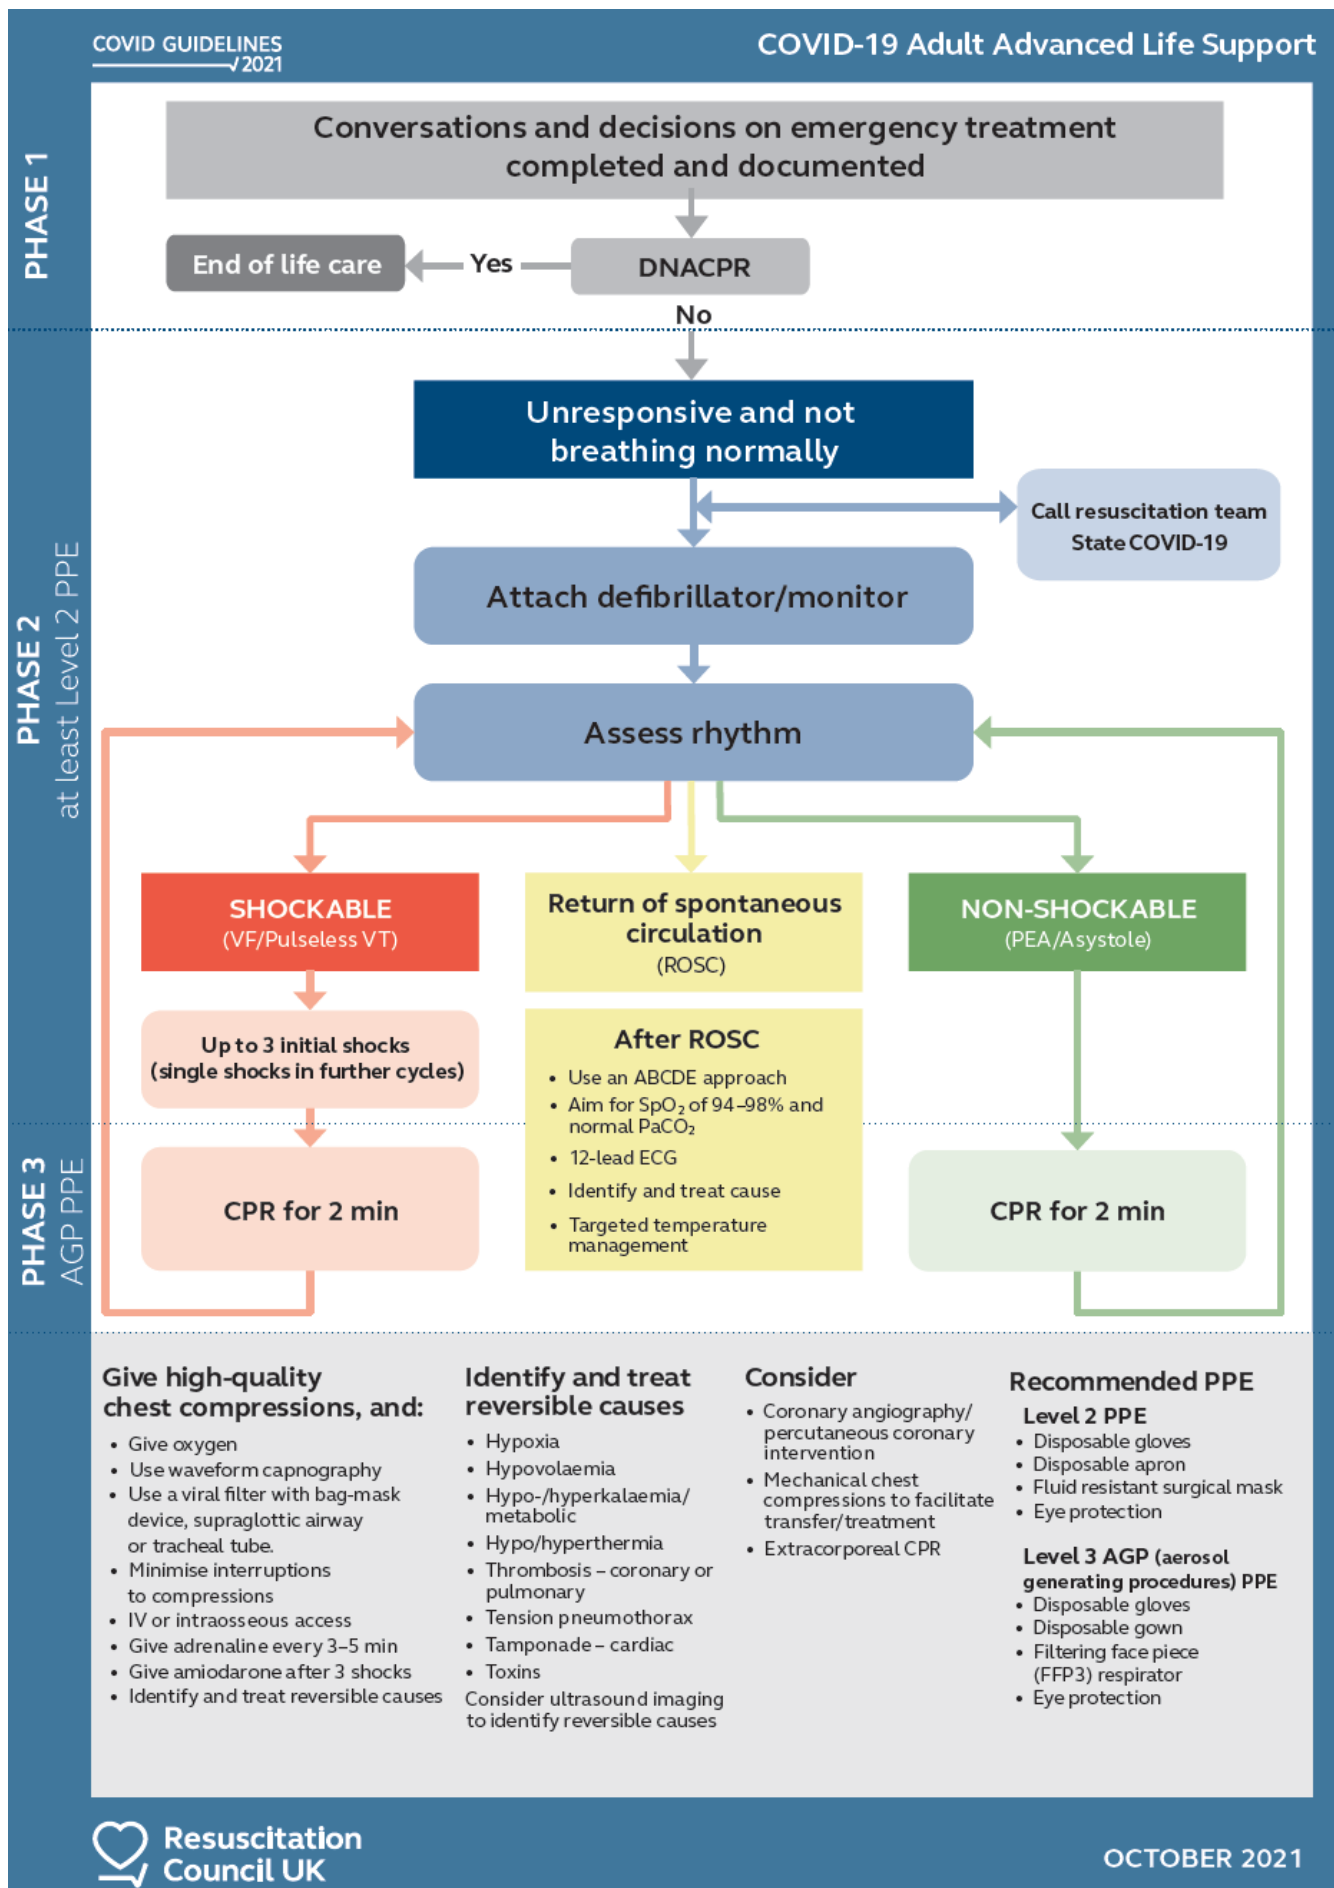 COVID GUIDELINES
2021
COVID-19 Adult Advanced Life Support
PHASE 1
Conversations and decisions on emergency treatment
completed and documented
End of life care
Yes
DNACPR
No
PHASE 2
at least Level 2 PPE
Unresponsive and not
breathing normally
Call resuscitation team
State COVID-19
Attach defibrillator/monitor
Assess rhythm
SHOCKABLE
(VF/Pulseless VT)
Return of spontaneous
circulation
(ROSC)
NON-SHOCKABLE
(PEA/Asystole)
Up to 3 initial shocks
(single shocks in further cycles)
After ROSC
• Use an ABCDE approach
• Aim for SpO₂ of 94–98% and
normal PaCO₂
• 12-lead ECG
• Identify and treat cause
• Targeted temperature
management
PHASE 3
AGP PPE
CPR for 2 min
CPR for 2 min
Give high-quality
chest compressions, and:
• Give oxygen
• Use waveform capnography
• Use a viral filter with bag-mask
device, supraglottic airway
or tracheal tube.
• Minimise interruptions
to compressions
• IV or intraosseous access
• Give adrenaline every 3–5 min
• Give amiodarone after 3 shocks
• Identify and treat reversible causes
Identify and treat
reversible causes
• Hypoxia
• Hypovolaemia
• Hypo-/hyperkalaemia/
metabolic
• Hypo/hyperthermia
• Thrombosis – coronary or
pulmonary
• Tension pneumothorax
• Tamponade – cardiac
• Toxins
Consider ultrasound imaging
to identify reversible causes
Consider
• Coronary angiography/
percutaneous coronary
intervention
• Mechanical chest
compressions to facilitate
transfer/treatment
• Extracorporeal CPR
Recommended PPE
Level 2 PPE
• Disposable gloves
• Disposable apron
• Fluid resistant surgical mask
• Eye protection
Level 3 AGP (aerosol
generating procedures) PPE
• Disposable gloves
• Disposable gown
• Filtering face piece
(FFP3) respirator
• Eye protection
Resuscitation
Council UK
OCTOBER 2021